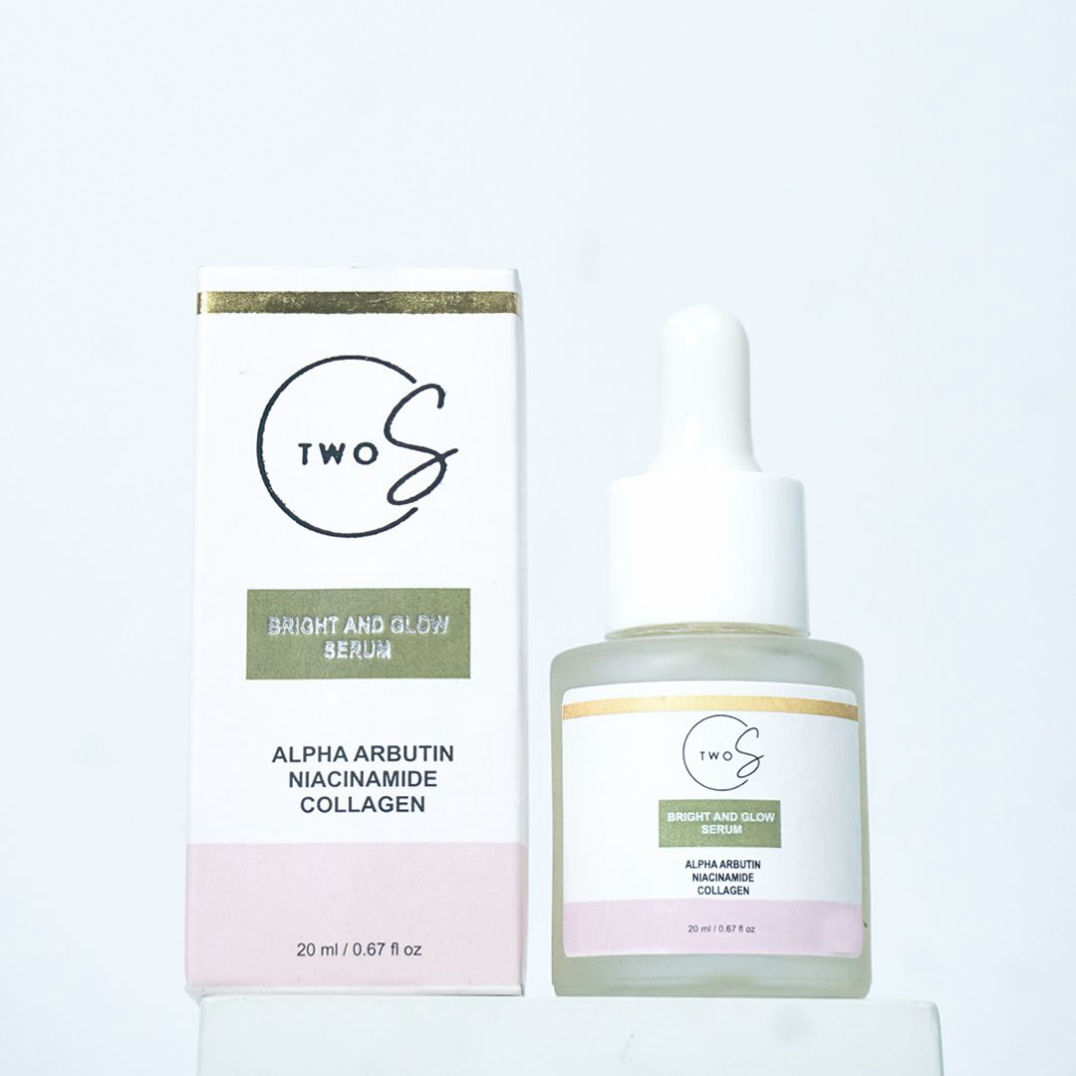 TWO S
BRIGHT AND GLOW
SERUM
ALPHA ARBUTIN
NIACINAMIDE
COLLAGEN
20 ml / 0.67 fl oz
TWO S
BRIGHT AND GLOW
SERUM
ALPHA ARBUTIN
NIACINAMIDE
COLLAGEN
20 ml / 0.67 fl oz